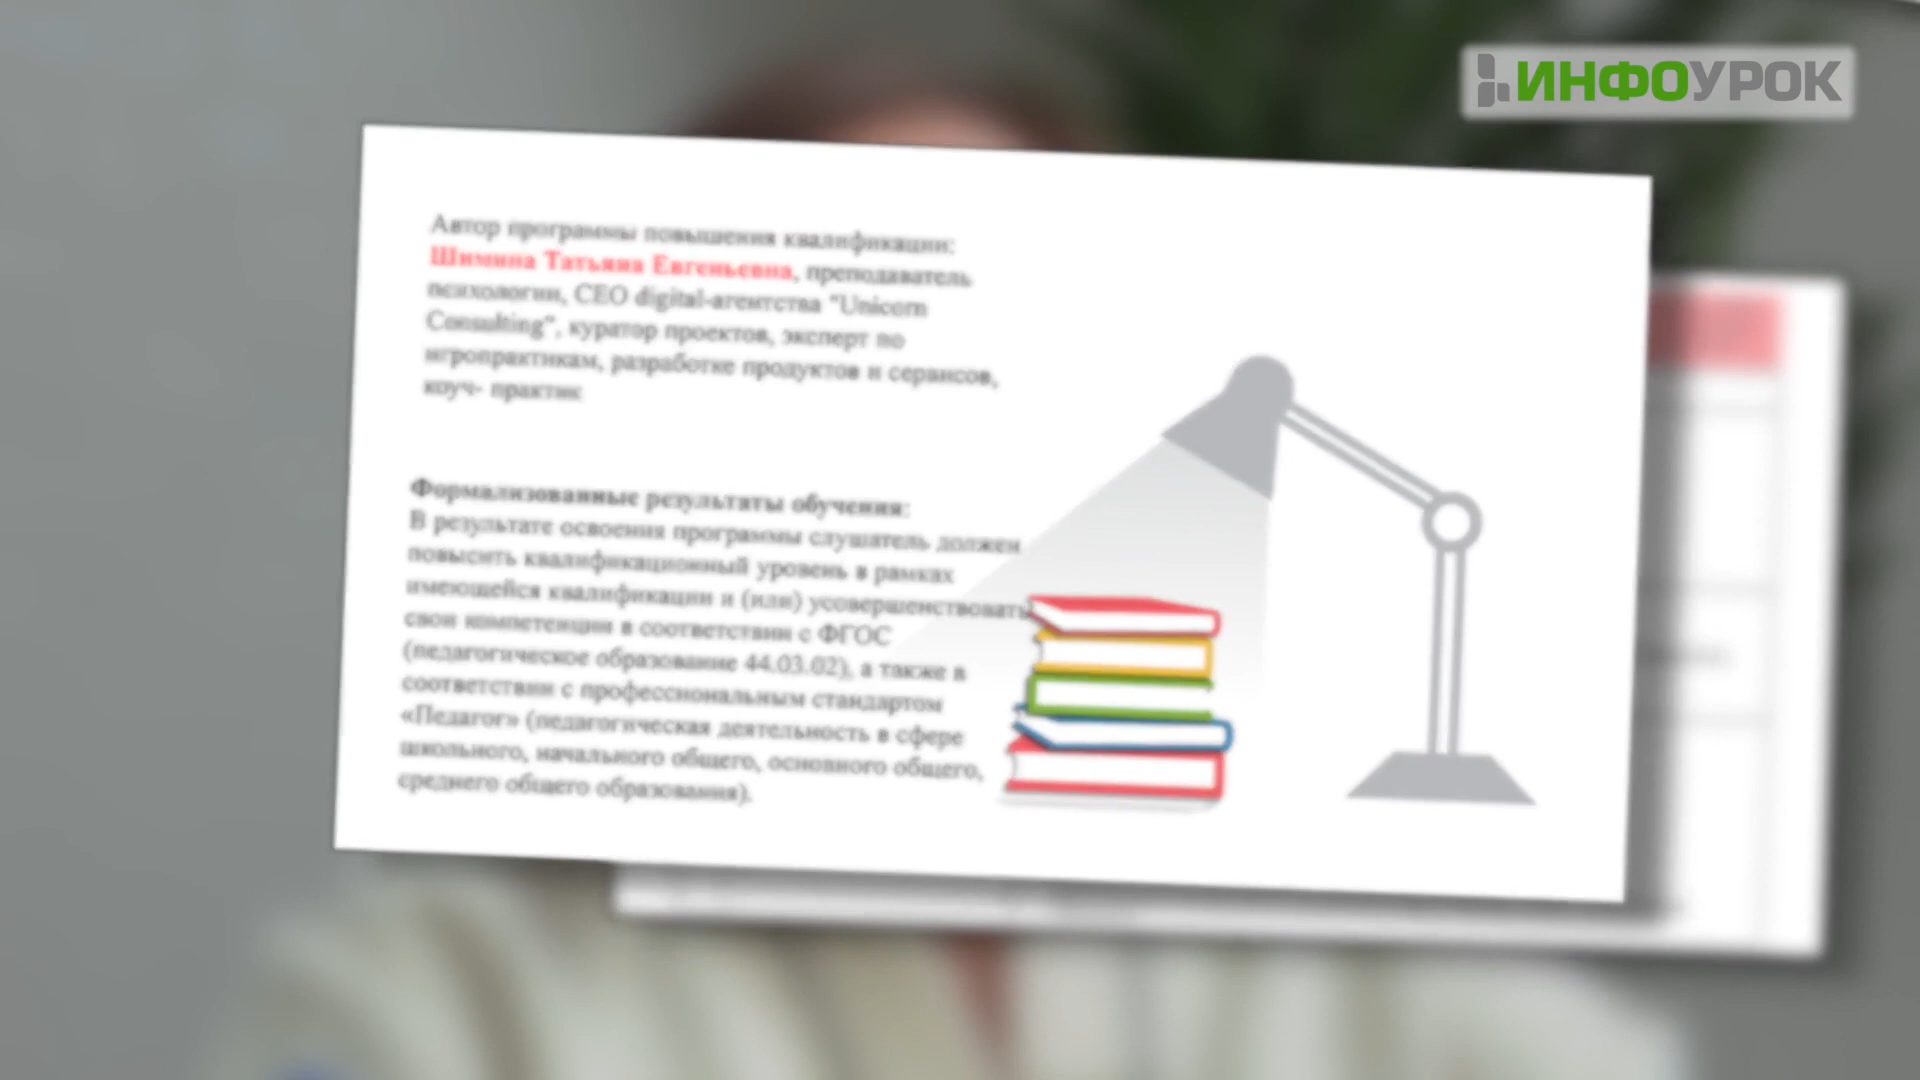 ИНФОУРОК
Автор программы повышения квалификации:
Шимина Татьяна Евгеньевна, преподаватель
психологии, CEO digital-агентства "Unicorn
Consulting", куратор проектов, эксперт по
игропрактикам, разработке продуктов и сервисов,
коуч- практик
Формализованные результаты обучения:
В результате освоения программы слушатель должен
повысить квалификационный уровень в рамках
имеющейся квалификации и (или) усовершенствовать
свои компетенции в соответствии с ФГОС
(педагогическое образование 44.03.02), а также в
соответствии с профессиональным стандартом
«Педагог» (педагогическая деятельность в сфере
школьного, начального общего, основного общего,
среднего общего образования).